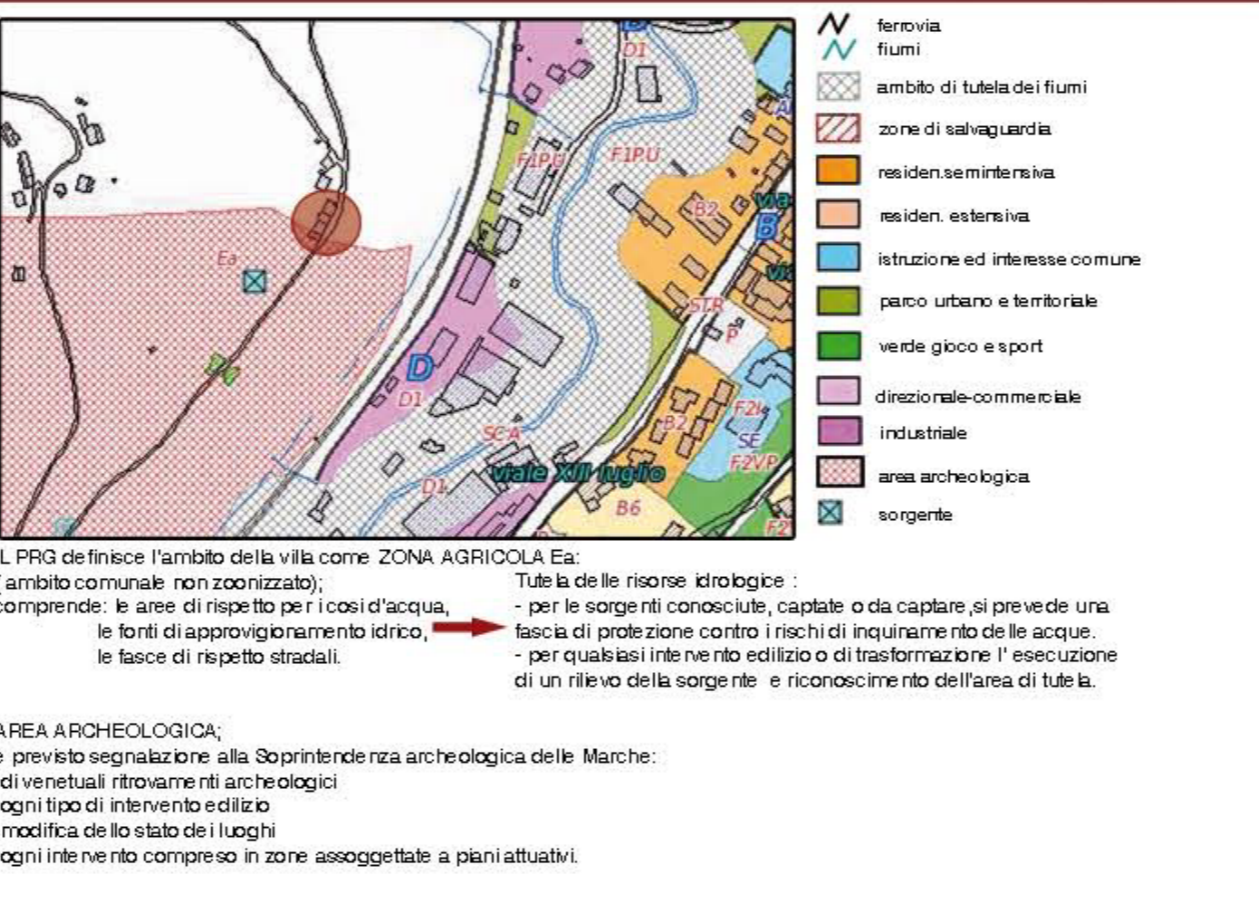 D1
F1PU
F1PU
A
via
B2
B
via
Ea
STR
P
D
D1
B2
F2I
SE
F2VP
SCA
viale XIII luglio
D1
B6
F2
ferrovia
fiumi
ambito di tutela dei fiumi
zone di salvaguardia
residen.semintensiva
residen. estensiva
istruzione ed interesse comune
parco urbano e territoriale
verde gioco e sport
direzionale-commerciale
industriale
area archeologica
sorgente
L PRG definisce l'ambito della villa come ZONA AGRICOLA Ea:
( ambito comunale non zoonizzato);
comprende: le aree di rispetto per i cosi d'acqua,
le fonti di approvigionamento idrico,
le fasce di rispetto stradali.
Tutela delle risorse idrologiche :
- per le sorgenti conosciute, captate o da captare ,si prevede una
fascia di protezione contro i rischi di inquinamento delle acque.
- per qualsiasi intervento edilizio o di trasformazione l' esecuzione
di un rilievo della sorgente e riconoscimento dell'area di tutela.
AREA ARCHEOLOGICA;
e previsto segnalazione alla Soprintendenza archeologica delle Marche:
di venetuali ritrovamenti archeologici
ogni tipo di intervento edilizio
modifica dello stato dei luoghi
ogni intervento compreso in zone assoggettate a piani attuativi.